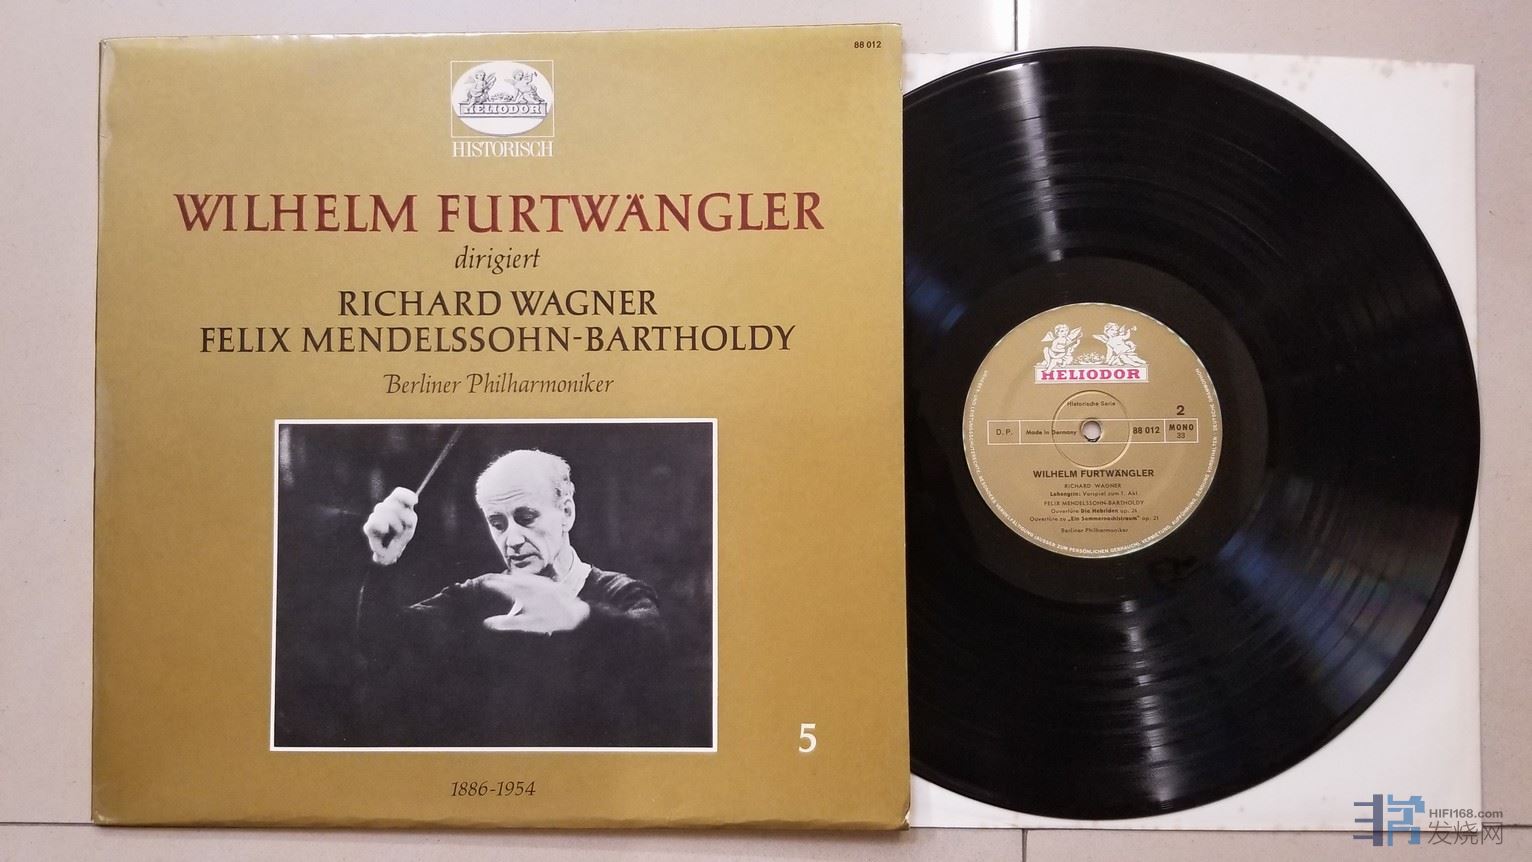 88 012
HELIODOR
HISTORISCH
WILHELM FURTWÄNGLER
dirigiert
RICHARD WAGNER
FELIX MENDELSSOHN-BARTHOLDY
Berliner Philharmoniker
5
1886-1954
HELIODOR
Historische Serie
2
D.P.
Made in Germany
88 012
MONO
33
WILHELM FURTWÄNGLER
RICHARD WAGNER
Lohengrin: Vorspiel zum 1. Akt
FELIX MENDELSSOHN-BARTHOLDY
Ouvertüre Die Hebriden op. 26
Ouvertüre zu „Ein Sommernachtstraum" op. 21
Berliner Philharmoniker
HIFI168.com
发烧网